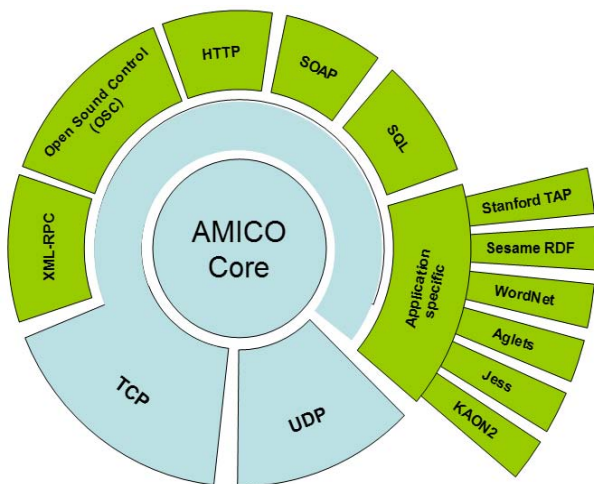 HTTP
SOAP
Open Sound Control
(OSC)
SQL
XML-RPC
AMICO
Core
Application
specific
Stanford TAP
Sesame RDF
WordNet
Aglets
Jess
KAON2
TCP
UDP